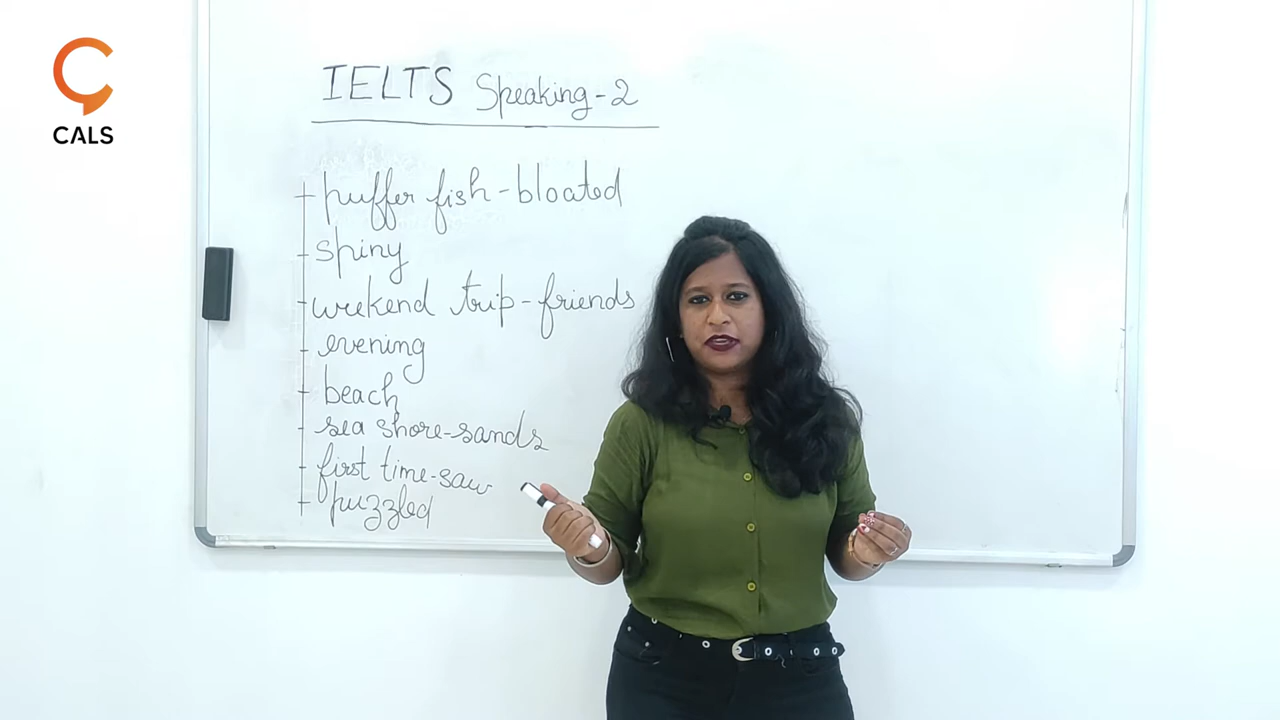 CALS
IELTS Speaking-2
puffer fish-bloated
spiny
weekend trip-friends
evening
beach
sea shore-sands
first time-saw
puzzled